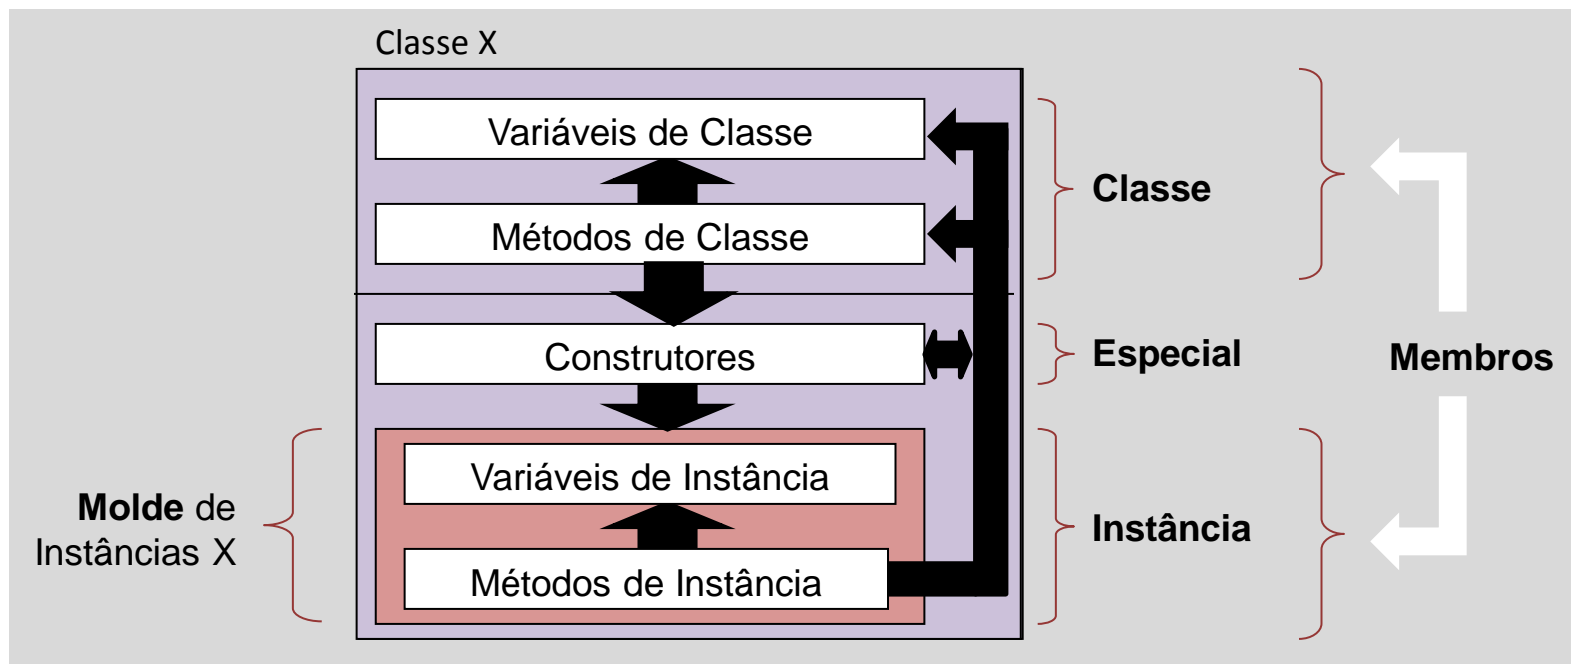 Classe X
Variáveis de Classe
Métodos de Classe
Classe
Construtores
Especial
Membros
Variáveis de Instância
Métodos de Instância
Instância
Molde de
Instâncias X